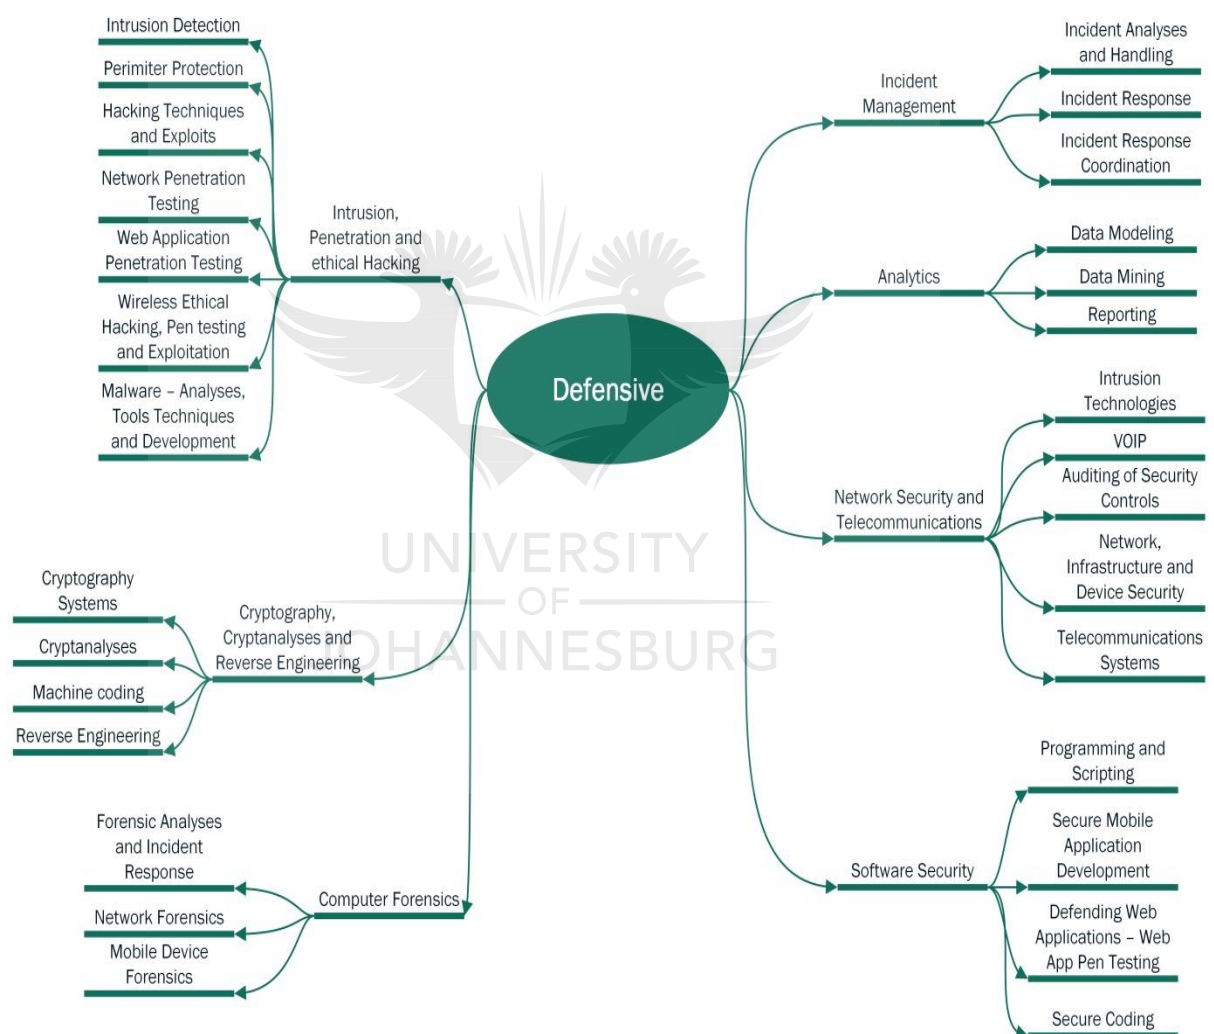 Intrusion Detection
Perimiter Protection
Hacking Techniques
and Exploits
Network Penetration
Testing
Web Application
Penetration Testing
Wireless Ethical
Hacking, Pen testing
and Exploitation
Malware – Analyses,
Tools Techniques
and Development
Intrusion,
Penetration and
ethical Hacking
Cryptography
Systems
Cryptanalyses
Machine coding
Reverse Engineering
Cryptography,
Cryptanalyses and
Reverse Engineering
Forensic Analyses
and Incident
Response
Network Forensics
Mobile Device
Forensics
Computer Forensics
Defensive
UNIVERSITY
OF
JOHANNESBURG
Incident
Management
Incident Analyses
and Handling
Incident Response
Incident Response
Coordination
Analytics
Data Modeling
Data Mining
Reporting
Network Security and
Telecommunications
Intrusion
Technologies
VOIP
Auditing of Security
Controls
Network,
Infrastructure and
Device Security
Telecommunications
Systems
Software Security
Programming and
Scripting
Secure Mobile
Application
Development
Defending Web
Applications – Web
App Pen Testing
Secure Coding